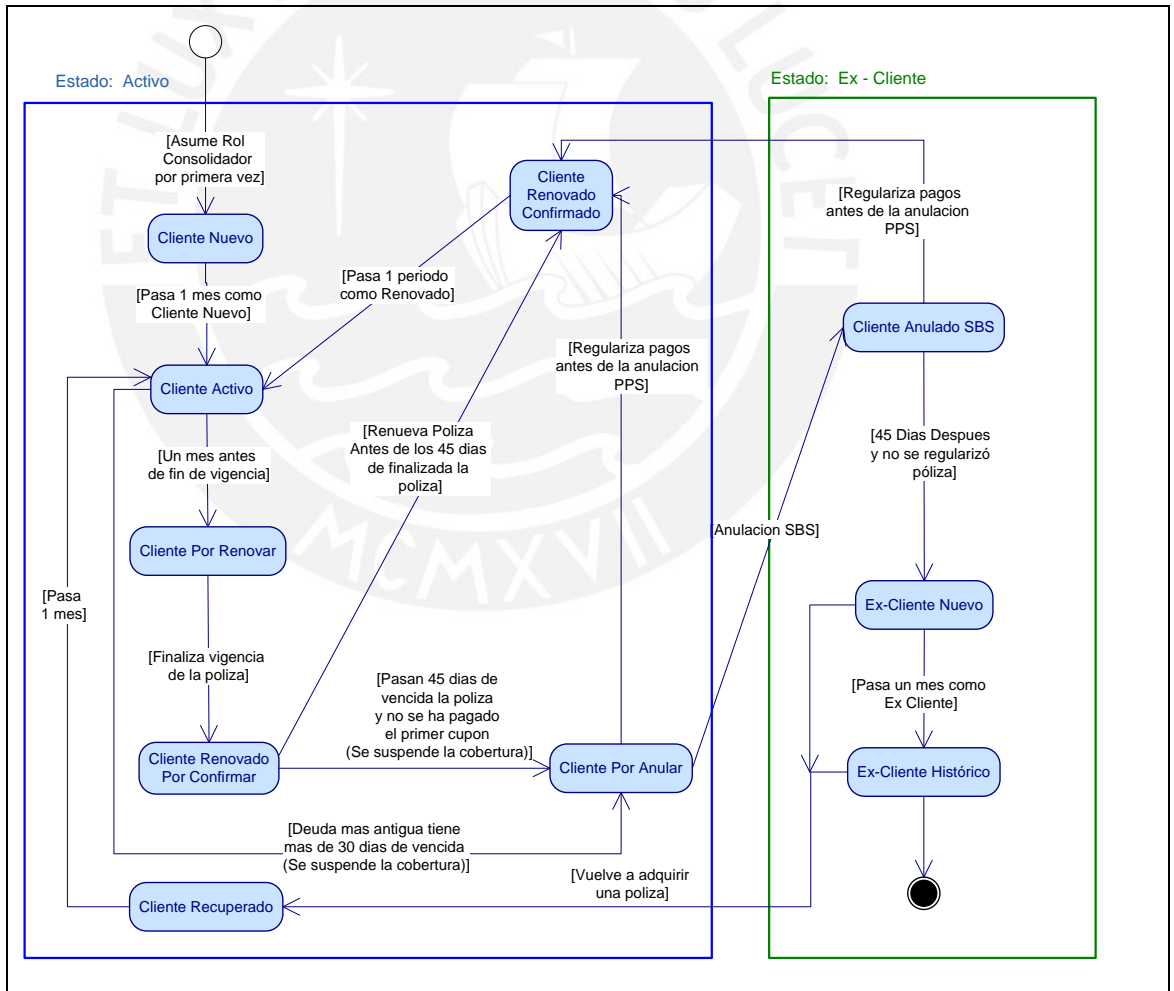 Estado: Activo
Estado: Ex - Cliente
ET LUX
LUCET
MCMXVII
[Asume Rol
Consolidador
por primera vez]
Cliente Nuevo
[Pasa 1 mes como
Cliente Nuevo]
Cliente Activo
[Un mes antes
de fin de vigencia]
Cliente Por Renovar
[Finaliza vigencia
de la poliza]
Cliente Renovado
Por Confirmar
[Pasa
1 mes]
Cliente Recuperado
Cliente
Renovado
Confirmado
[Pasa 1 periodo
como Renovado]
[Renueva Poliza
Antes de los 45 dias
de finalizada la
poliza]
[Regulariza pagos
antes de la anulacion
PPS]
[Pasan 45 dias de
vencida la poliza
y no se ha pagado
el primer cupon
(Se suspende la cobertura)]
Cliente Por Anular
[Deuda mas antigua tiene
mas de 30 dias de vencida
(Se suspende la cobertura)]
[Vuelve a adquirir
una poliza]
[Anulacion SBS]
[Regulariza pagos
antes de la anulacion
PPS]
Cliente Anulado SBS
[45 Dias Despues
y no se regularizó
póliza]
Ex-Cliente Nuevo
[Pasa un mes como
Ex Cliente]
Ex-Cliente Histórico